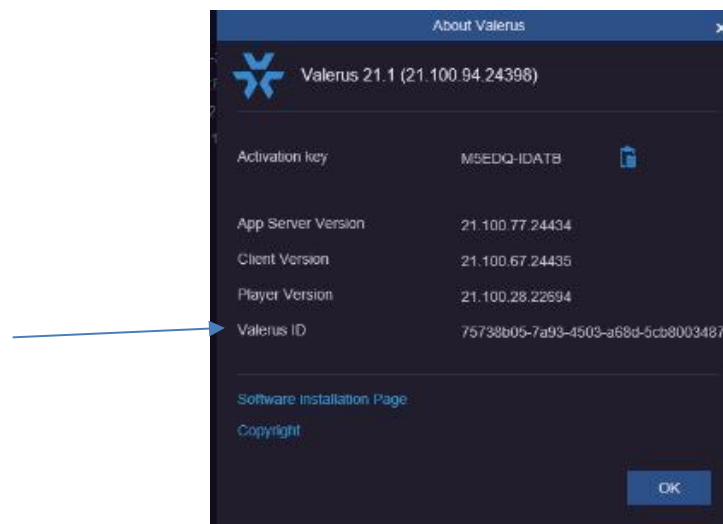 About Valerus
Valerus 21.1 (21.100.94.24398)
Activation key M5EDQ-IDATB
App Server Version 21.100.77.24434
Client Version 21.100.67.24435
Player Version 21.100.28.22694
Valerus ID 75738b05-7a93-4503-a68d-5cb8003487
Software Installation Page
Copyright
OK